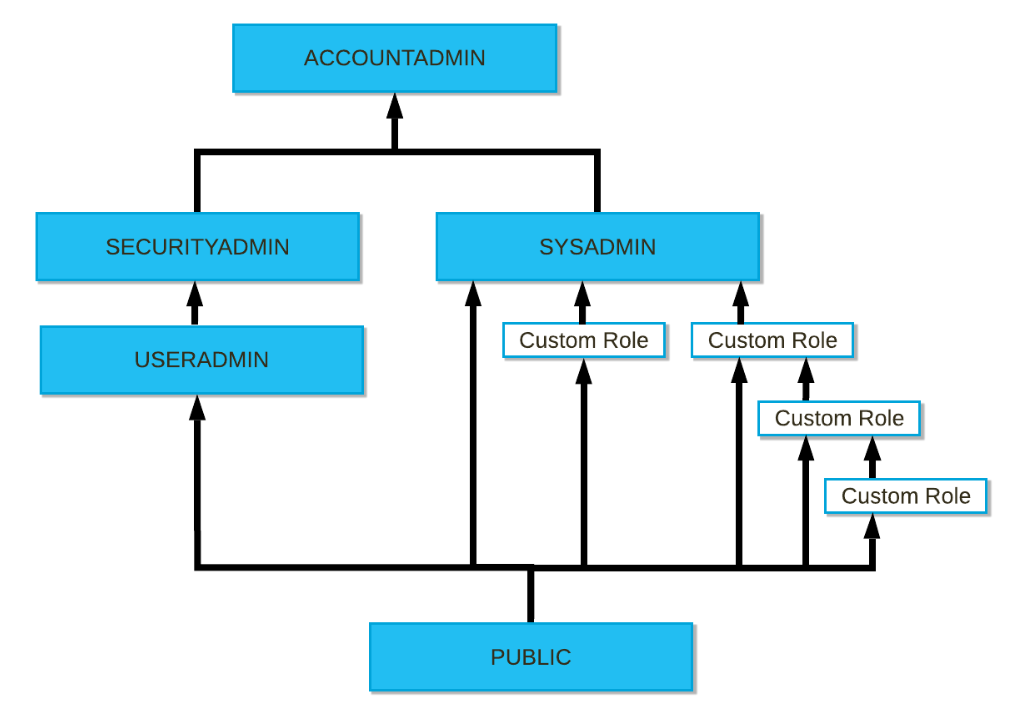 ACCOUNTADMIN
SECURITYADMIN
SYSADMIN
Custom Role
Custom Role
USERADMIN
Custom Role
Custom Role
PUBLIC